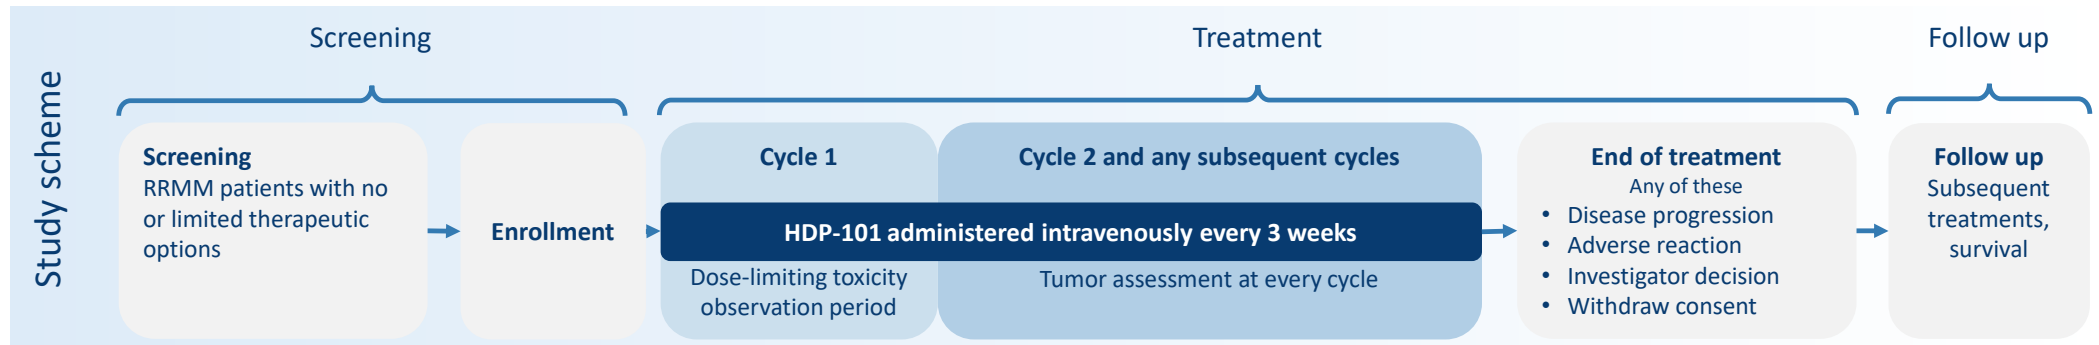 Study scheme
Screening
Treatment
Follow up
Screening
RRMM patients with no
or limited therapeutic
options
Enrollment
Cycle 1
Cycle 2 and any subsequent cycles
HDP-101 administered intravenously every 3 weeks
Dose-limiting toxicity
observation period
Tumor assessment at every cycle
End of treatment
Any of these
• Disease progression
• Adverse reaction
• Investigator decision
• Withdraw consent
Follow up
Subsequent
treatments,
survival